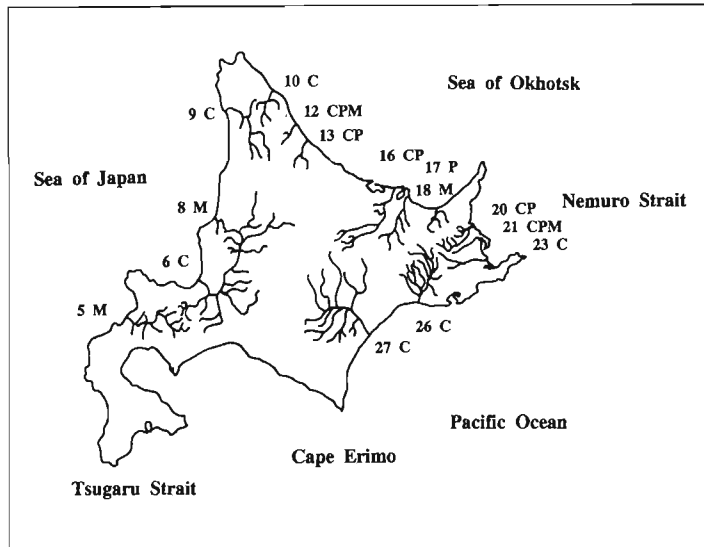 10 C
Sea of Okhotsk
9 C
12 CPM
13 CP
16 CP
17 P
Sea of Japan
18 M
Nemuro Strait
8 M
20 CP
21 CPM
23 C
6 C
5 M
26 C
27 C
Pacific Ocean
Cape Erimo
Tsugaru Strait